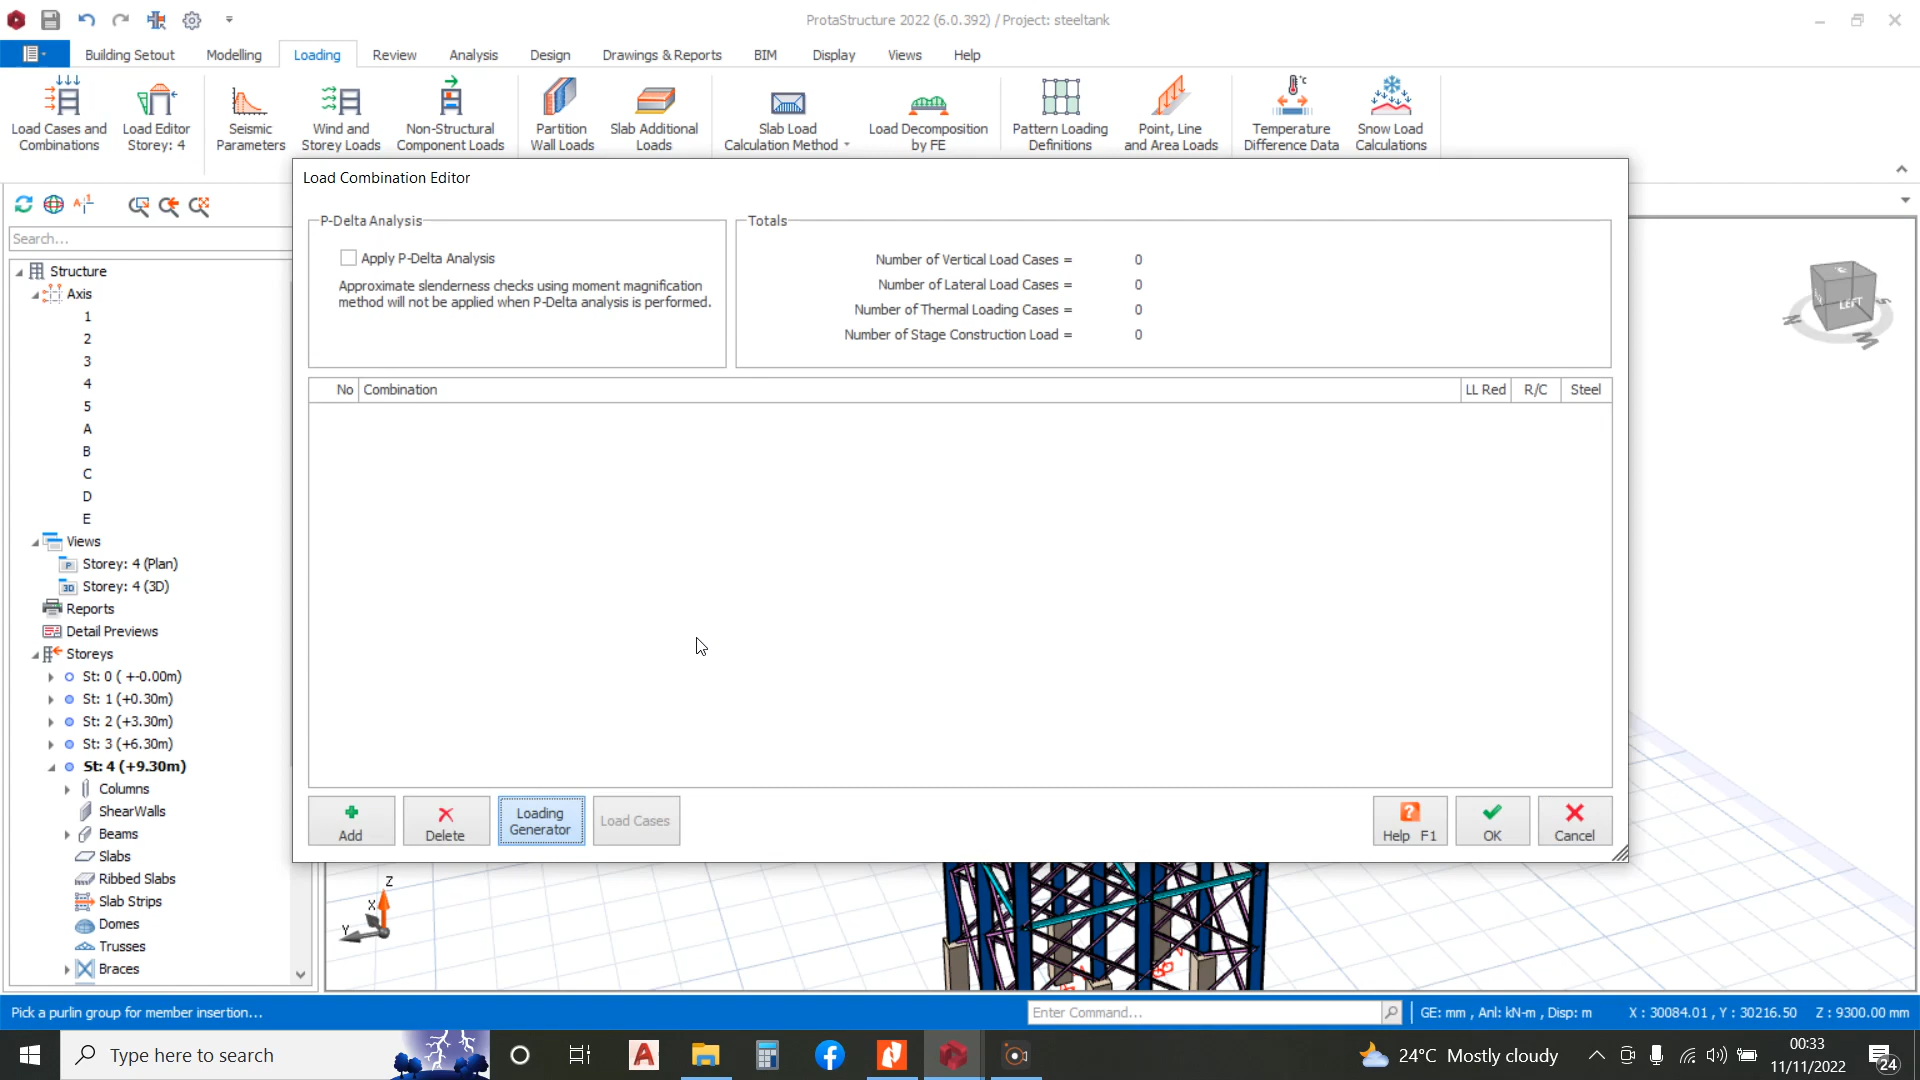 ProtaStructure 2022 (6.0.392) / Project: steeltank
Building Setout Modelling Loading Review Analysis Design Drawings & Reports BIM Display Views Help
Load Cases and Combinations
Load Editor Storey: 4
Seismic Parameters
Wind and Storey Loads
Non-Structural Component Loads
Partition Wall Loads
Slab Additional Loads
Slab Load Calculation Method
Load Decomposition by FE
Pattern Loading Definitions
Point, Line and Area Loads
Temperature Difference Data
Snow Load Calculations
Search...
Structure
Axis
1
2
3
4
5
A
B
C
D
E
Views
Storey: 4 (Plan)
Storey: 4 (3D)
Reports
Detail Previews
Storeys
St: 0 ( +-0.00m)
St: 1 (+0.30m)
St: 2 (+3.30m)
St: 3 (+6.30m)
St: 4 (+9.30m)
Columns
ShearWalls
Beams
Slabs
Ribbed Slabs
Slab Strips
Domes
Trusses
Braces
Load Combination Editor
P-Delta Analysis
Apply P-Delta Analysis
Approximate slenderness checks using moment magnification
method will not be applied when P-Delta analysis is performed.
Totals
Number of Vertical Load Cases = 0
Number of Lateral Load Cases = 0
Number of Thermal Loading Cases = 0
Number of Stage Construction Load = 0
No Combination LL Red R/C Steel
Add
Delete
Loading Generator
Load Cases
Help F1
OK
Cancel
LEFT
Z
X
Y
Pick a purlin group for member insertion...
Enter Command...
GE: mm , Anl: kN-m , Disp: m
X : 30084.01 , Y : 30216.50 Z : 9300.00 mm
Type here to search
24°C Mostly cloudy
00:33
11/11/2022
24